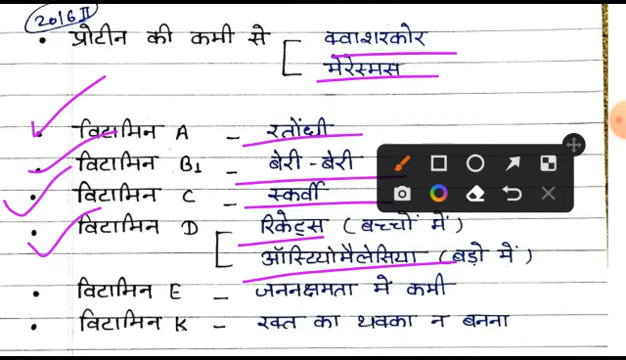 2016 II
• प्रोटीन की कमी से [ क्वाशरकोर
मेरेस्मस
• विटामिन A – रतोंधी
• विटामिन B₁ – बेरी-बेरी
• विटामिन C – स्कर्वी
• विटामिन D [ रिकेट्स (बच्चों में)
ऑस्टियोमैलेसिया (बड़ो में)
• विटामिन E – जननक्षमता में कमी
• विटामिन K – रक्त का थक्का न बनना